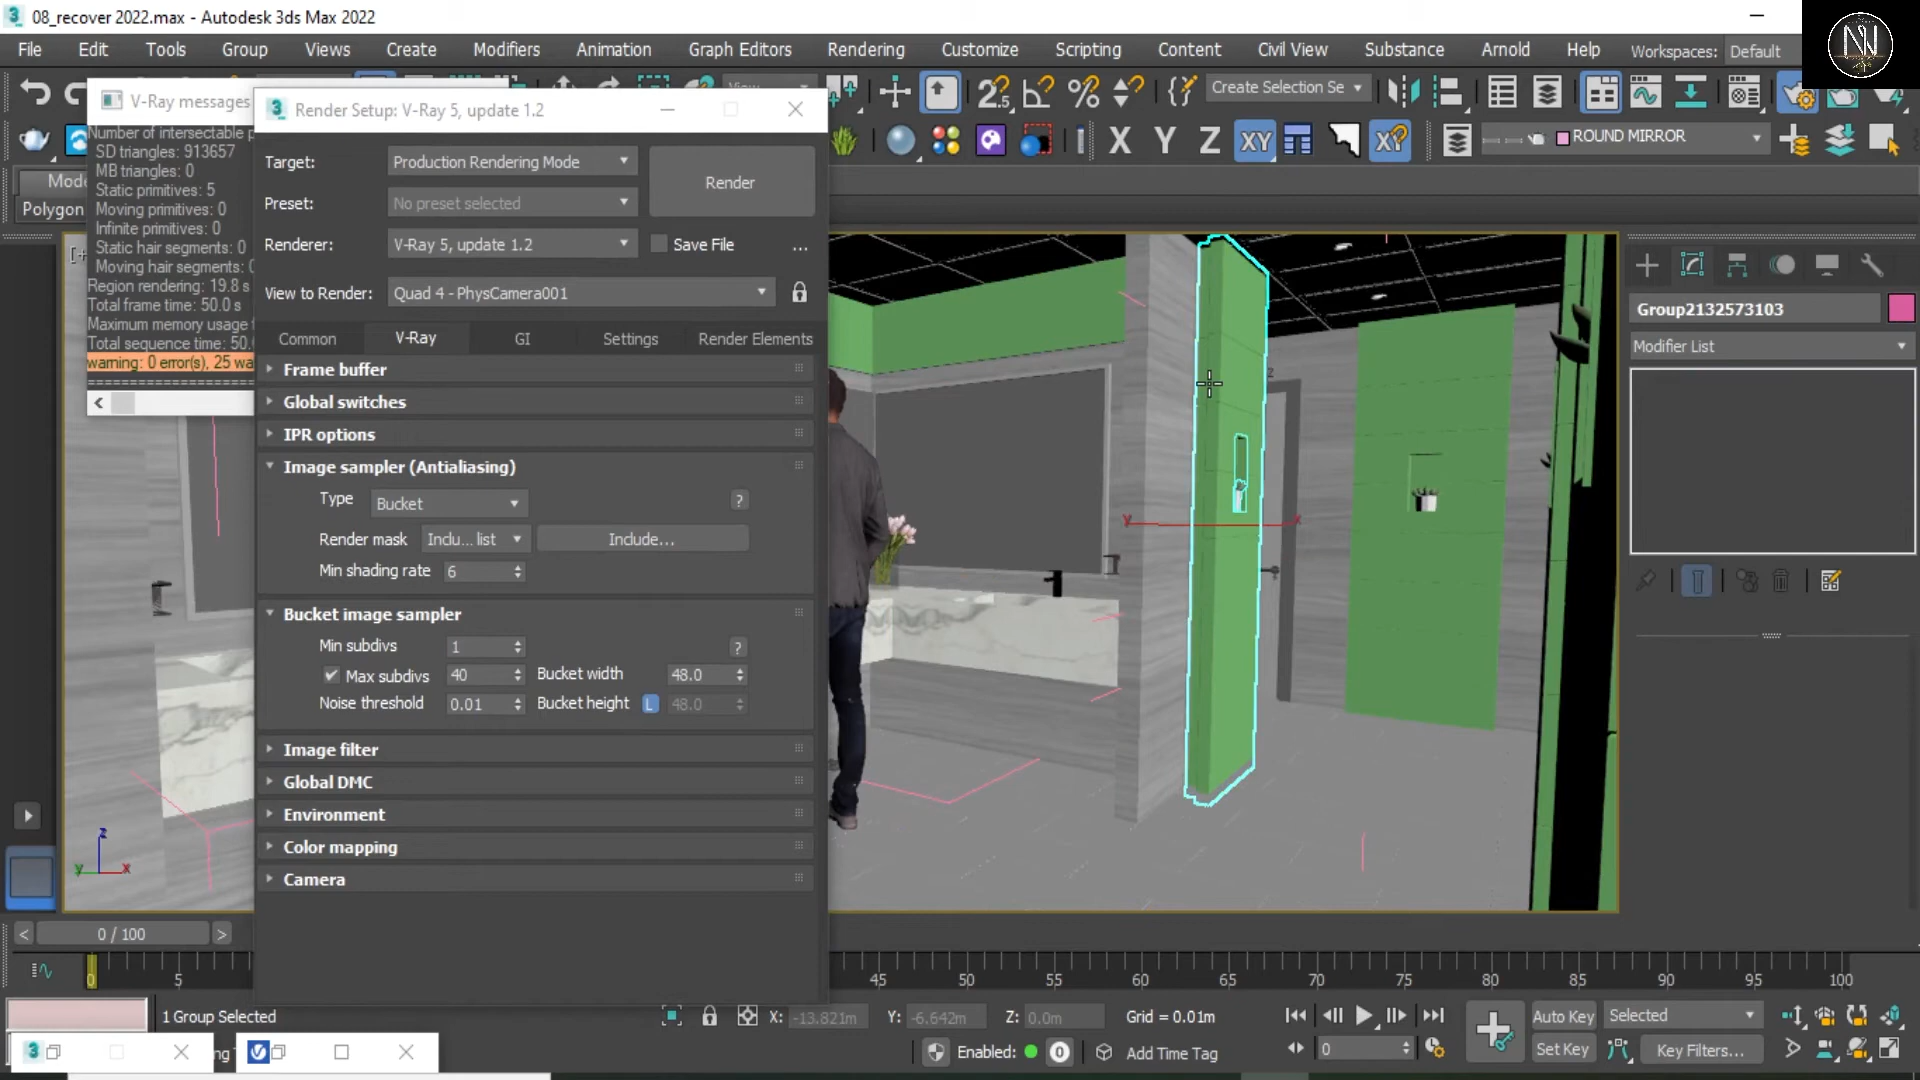 08_recover 2022.max - Autodesk 3ds Max 2022
File Edit Tools Group Views Create Modifiers Animation Graph Editors Rendering Customize Scripting Content Civil View Substance Arnold Help Workspaces: Default
V-Ray messages
Create Selection Se
X Y Z XY
ROUND MIRROR
Polygon
Number of intersectable p
SD triangles: 913657
MB triangles: 0
Static primitives: 5
Moving primitives: 0
Infinite primitives: 0
Static hair segments: 0
Moving hair segments: 0
Region rendering: 19.8 s
Total frame time: 50.0 s
Maximum memory usage
Total sequence time: 50.
warning: 0 error(s), 25 wa
Render Setup: V-Ray 5, update 1.2
Target: Production Rendering Mode
Render
Preset: No preset selected
Renderer: V-Ray 5, update 1.2
Save File ...
View to Render: Quad 4 - PhysCamera001
Common V-Ray GI Settings Render Elements
Frame buffer
Global switches
IPR options
Image sampler (Antialiasing)
Type Bucket ?
Render mask Inclu... list Include...
Min shading rate 6
Bucket image sampler
Min subdivs 1 ?
Max subdivs 40 Bucket width 48.0
Noise threshold 0.01 Bucket height L 48.0
Image filter
Global DMC
Environment
Color mapping
Camera
Group2132573103
Modifier List
z
y x
0 / 100
0 5 45 50 55 60 65 70 75 80 85 90 95 100
1 Group Selected
X: -13.821m Y: -6.642m Z: 0.0m Grid = 0.01m
Auto Key Selected
Enabled: 0 Add Time Tag
0
Set Key Key Filters...